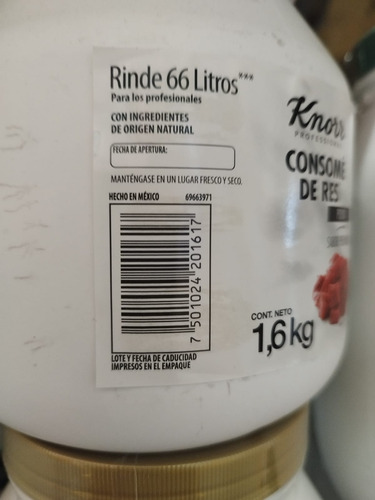 Rinde 66 Litros***
Para los profesionales
CON INGREDIENTES
DE ORIGEN NATURAL
FECHA DE APERTURA:
MANTÉNGASE EN UN LUGAR FRESCO Y SECO.
HECHO EN MÉXICO 69663971
7 501024 201617
LOTE Y FECHA DE CADUCIDAD
IMPRESOS EN EL EMPAQUE
Knorr
PROFESSIONAL
CONSOMÉ
DE RES
CONT. NETO
1,6 kg